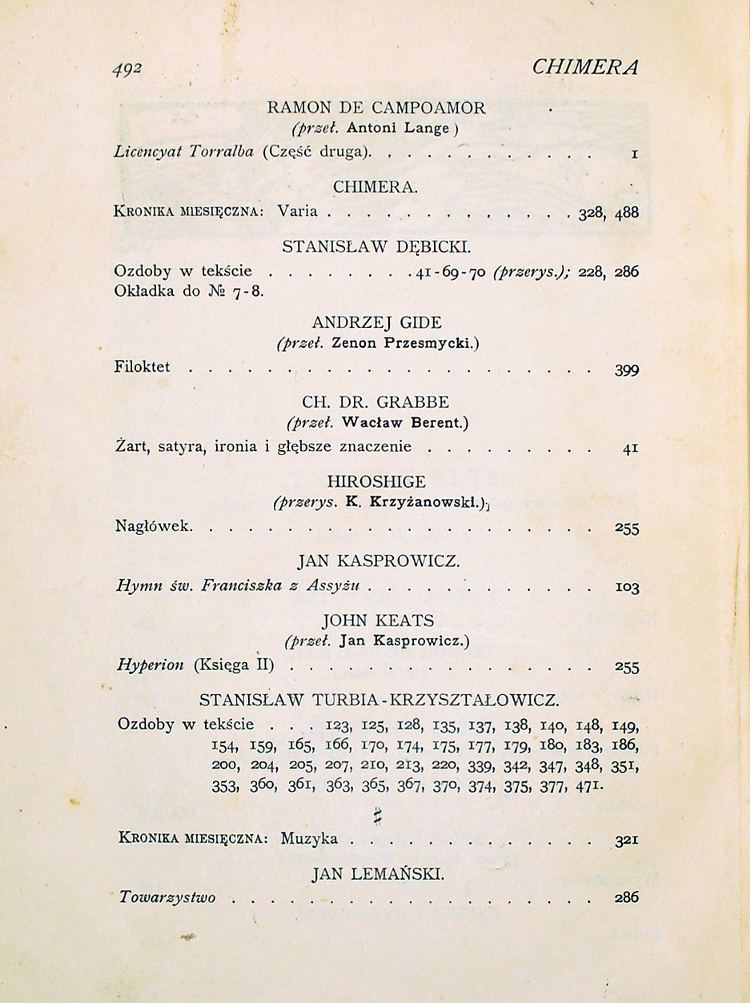 492 CHIMERA
RAMON DE CAMPOAMOR
(przeł. Antoni Lange )
Licencyat Torralba (Część druga). . . . . . . . . . . . 1
CHIMERA.
KRONIKA MIESIĘCZNA: Varia . . . . . . . . . . . . . 328, 488
STANISŁAW DĘBICKI.
Ozdoby w tekście . . . . . . . . 41-69-70 (przerys.); 228, 286
Okładka do № 7-8.
ANDRZEJ GIDE
(przeł. Zenon Przesmycki.)
Filoktet . . . . . . . . . . . . . . . . . . . . . 399
CH. DR. GRABBE
(przeł. Wacław Berent.)
Żart, satyra, ironia i głębsze znaczenie . . . . . . . . . 41
HIROSHIGE
(przerys. K. Krzyżanowski.)
Nagłówek. . . . . . . . . . . . . . . . . . . . . 255
JAN KASPROWICZ.
Hymn św. Franciszka z Assyżu . . . . . . . . . . . . 103
JOHN KEATS
(przeł. Jan Kasprowicz.)
Hyperion (Księga II) . . . . . . . . . . . . . . . . 255
STANISŁAW TURBIA-KRZYSZTAŁOWICZ.
Ozdoby w tekście . . . 123, 125, 128, 135, 137, 138, 140, 148, 149,
154, 159, 165, 166, 170, 174, 175, 177, 179, 180, 183, 186,
200, 204, 205, 207, 210, 213, 220, 339, 342, 347, 348, 351,
353, 360, 361, 363, 365, 367, 370, 374, 375, 377, 471.
♯
KRONIKA MIESIĘCZNA: Muzyka . . . . . . . . . . . . . 321
JAN LEMAŃSKI.
Towarzystwo . . . . . . . . . . . . . . . . . . . 286